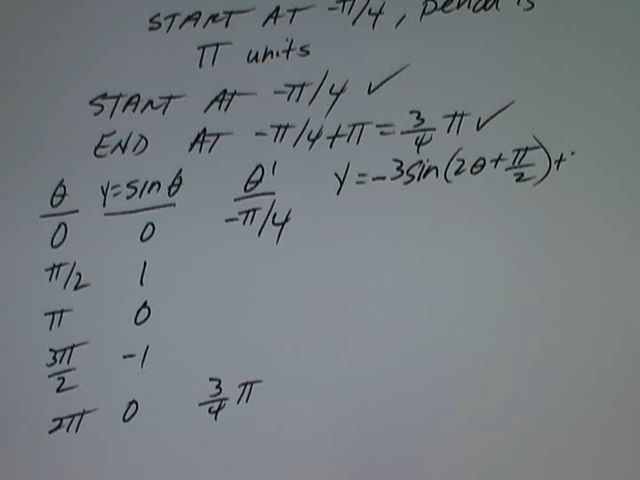 START AT -π/4, period is
π units
START AT -π/4 ✓
END AT -π/4+π = 3/4 π ✓
θ y=sinθ θ' y=-3sin(2θ+π/2)+
0 0 -π/4
π/2 1
π 0
3π/2 -1
2π 0 3/4 π